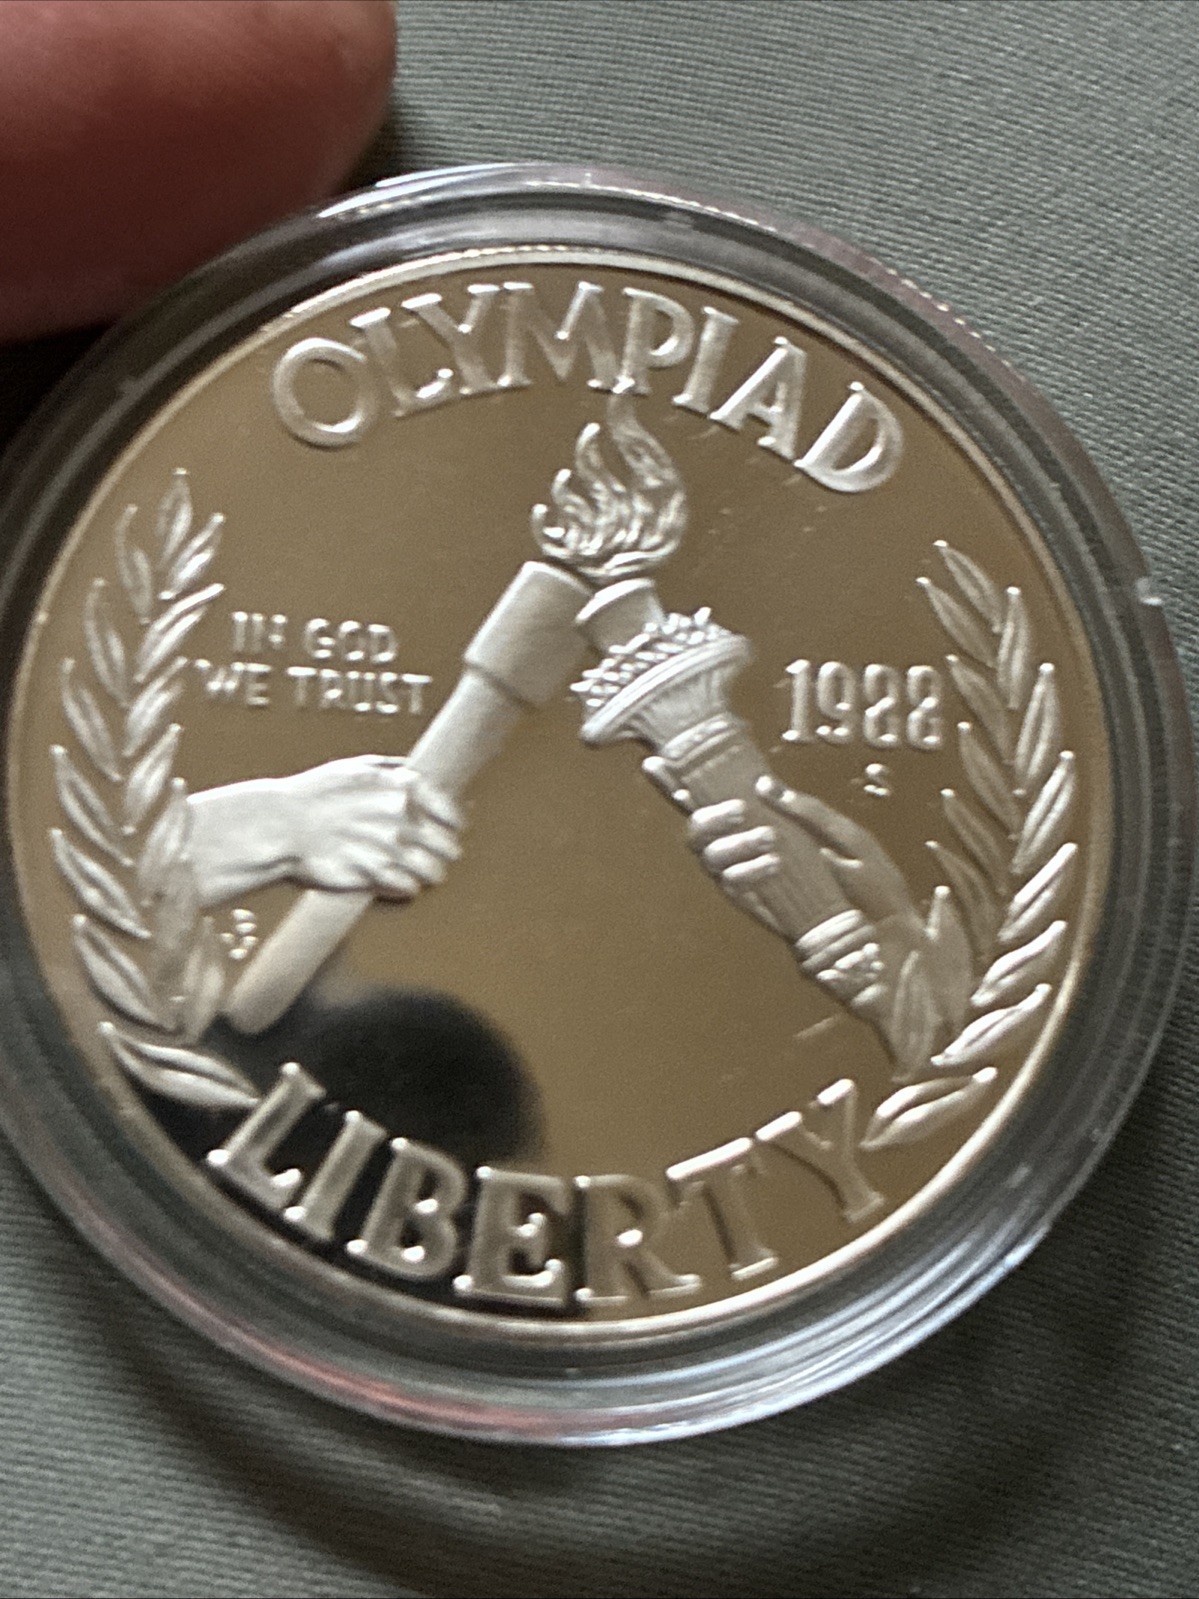 OLYMPIAD
IN GOD
WE TRUST
1988
S
LIBERTY